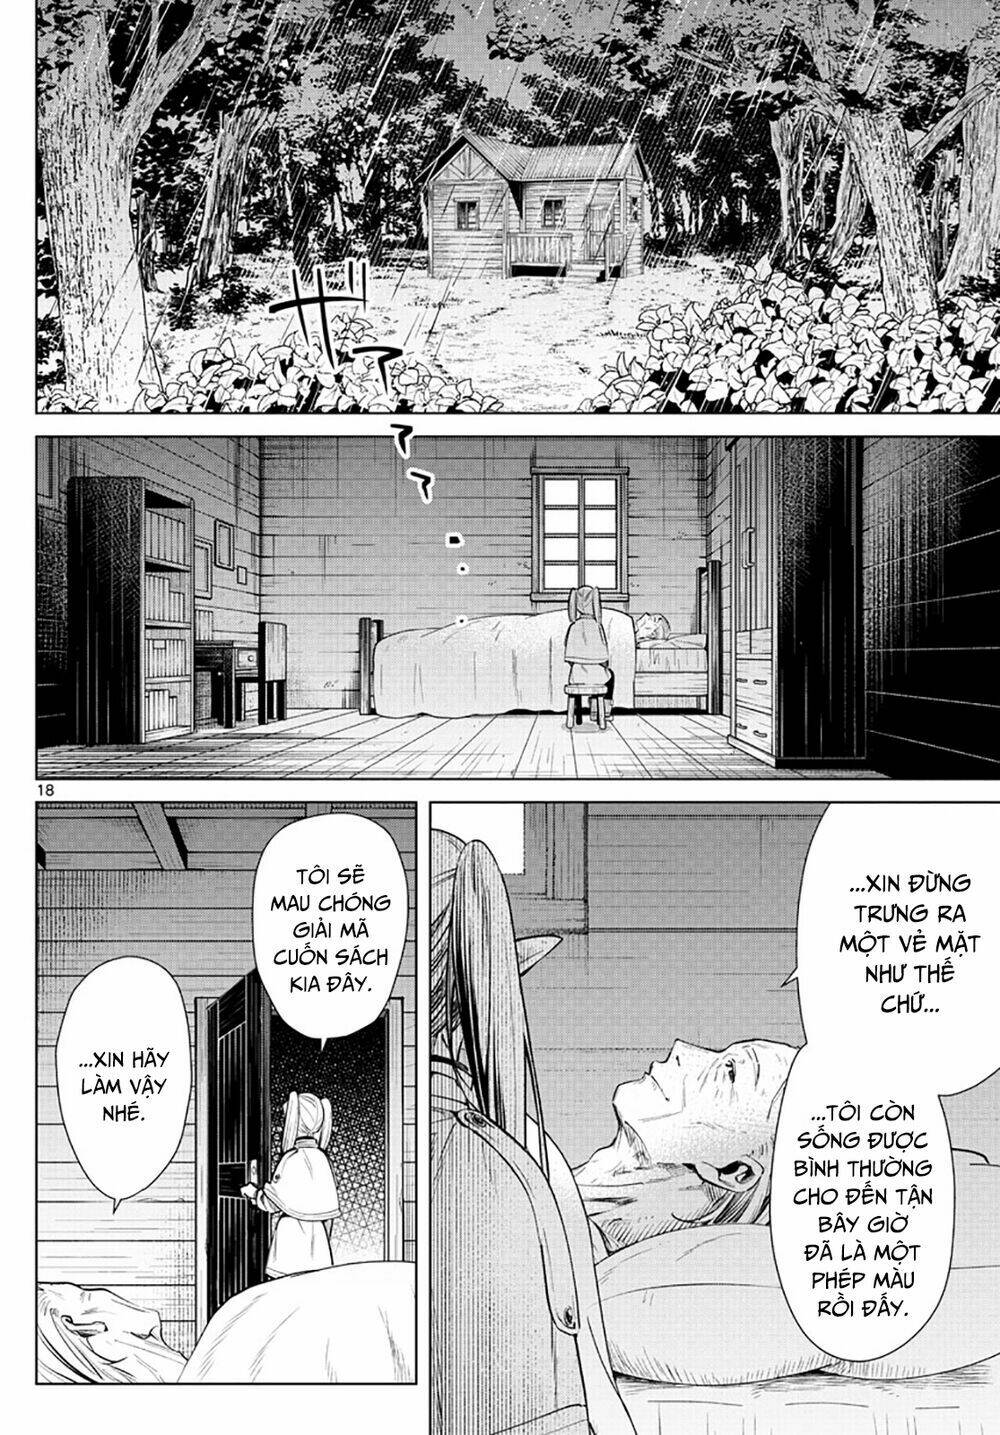 ザァ
ァ
ァ
ァ
18
...XIN ĐỪNG
TRƯNG RA
MỘT VẺ MẶT
NHƯ THẾ
CHỨ...
...TÔI CÒN
SỐNG ĐƯỢC
BÌNH THƯỜNG
CHO ĐẾN TẬN
BÂY GIỜ
ĐÃ LÀ MỘT
PHÉP MÀU
RỒI ĐẤY.
TÔI SẼ
MAU CHÓNG
GIẢI MÃ
CUỐN SÁCH
KIA ĐÂY.
...XIN HÃY
LÀM VẬY
NHÉ.